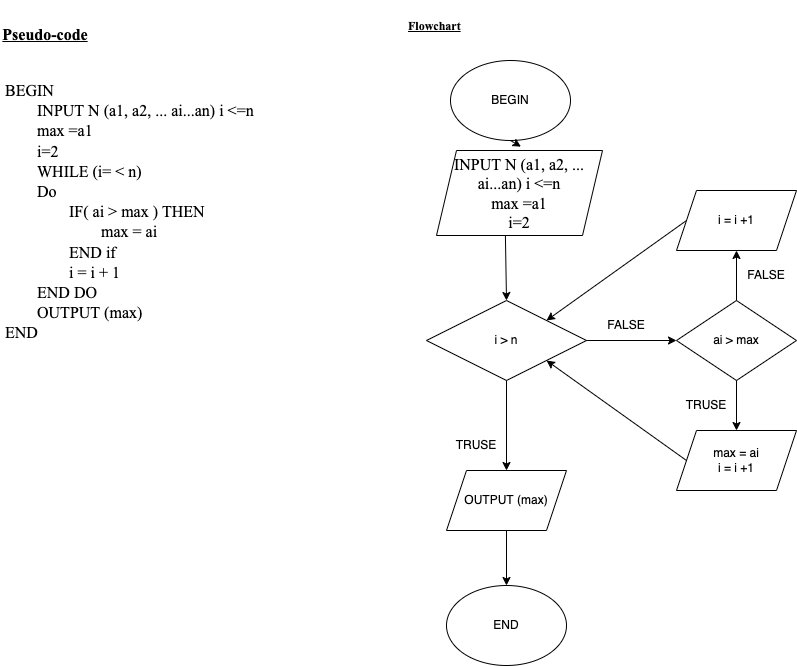 Pseudo-code
BEGIN
INPUT N (a1, a2, ... ai...an) i <=n
max =a1
i=2
WHILE (i= < n)
Do
IF( ai > max ) THEN
max = ai
END if
i = i + 1
END DO
OUTPUT (max)
END
Flowchart
BEGIN
INPUT N (a1, a2, ...
ai...an) i <=n
max =a1
i=2
i = i +1
FALSE
i > n
FALSE
ai > max
TRUSE
max = ai
i = i +1
TRUSE
OUTPUT (max)
END